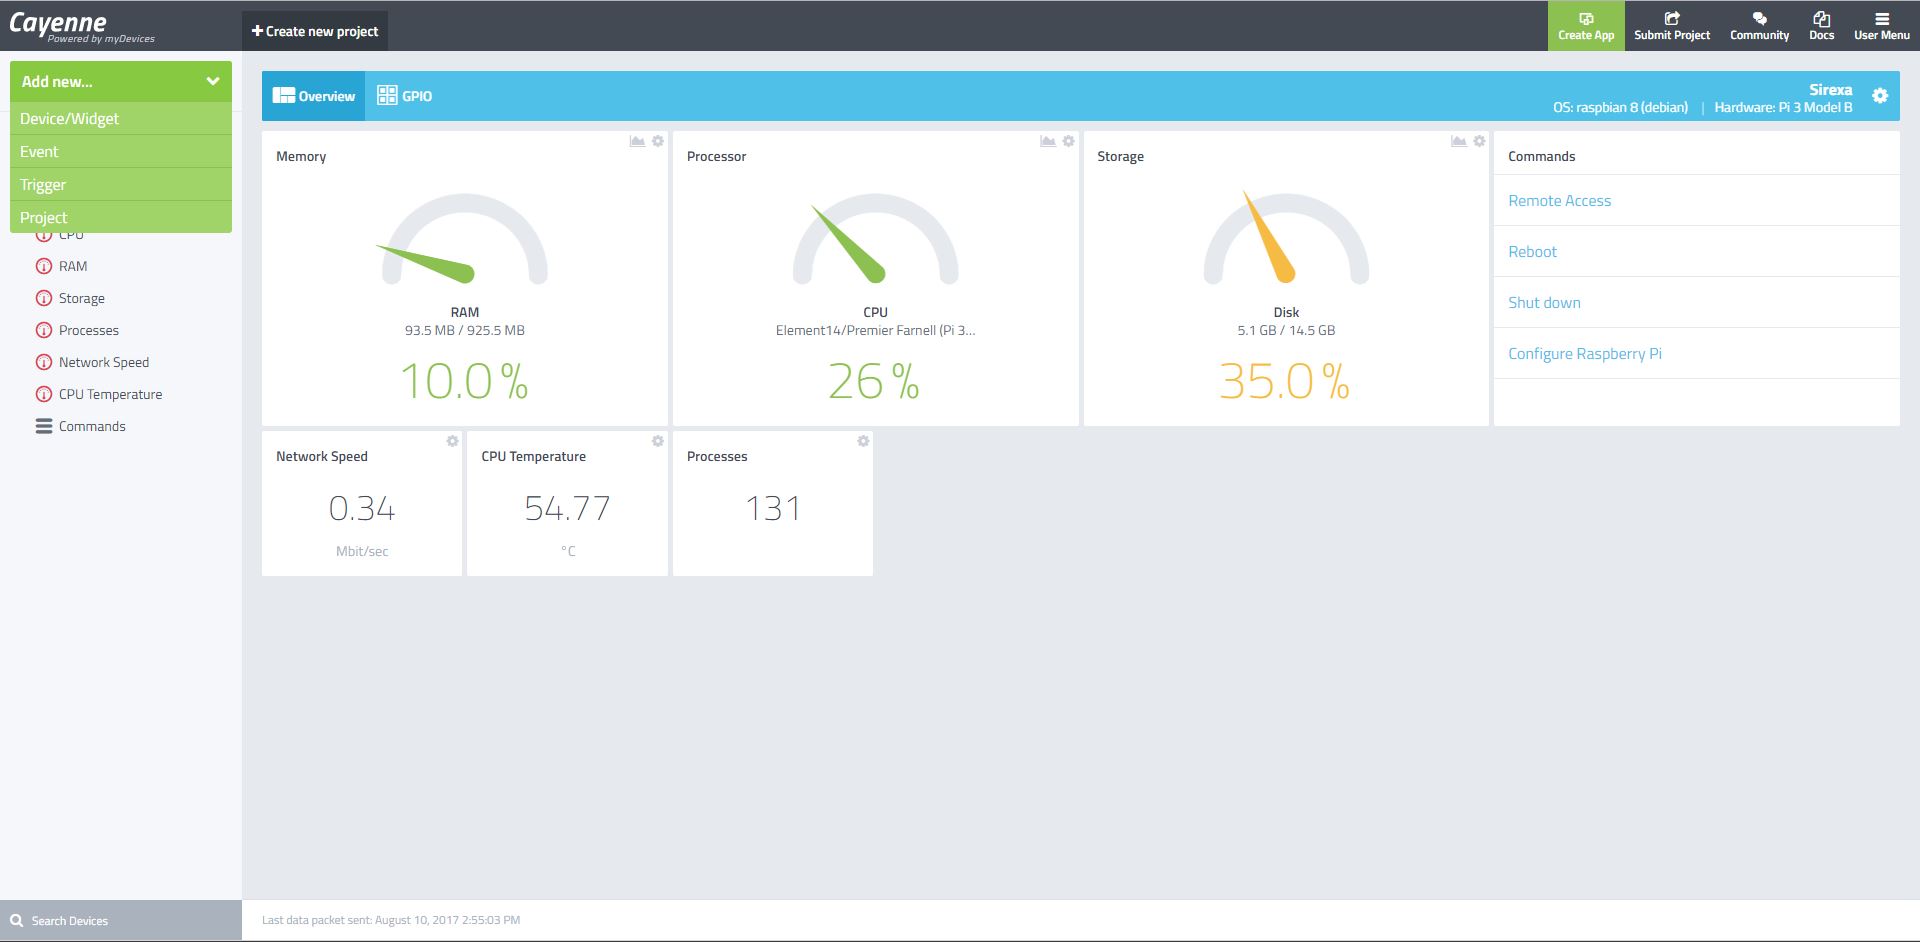 Cayenne
Powered by myDevices
Create new project
Create App
Submit Project
Community
Docs
User Menu
Add new...
Device/Widget
Event
Trigger
Project
CPU
RAM
Storage
Processes
Network Speed
CPU Temperature
Commands
Search Devices
Overview
GPIO
Sirexa
OS: raspbian 8 (debian) | Hardware: Pi 3 Model B
Memory
RAM
93.5 MB / 925.5 MB
10.0 %
Processor
CPU
Element14/Premier Farnell (Pi 3...
26 %
Storage
Disk
5.1 GB / 14.5 GB
35.0 %
Commands
Remote Access
Reboot
Shut down
Configure Raspberry Pi
Network Speed
0.34
Mbit/sec
CPU Temperature
54.77
°C
Processes
131
Last data packet sent: August 10, 2017 2:55:03 PM